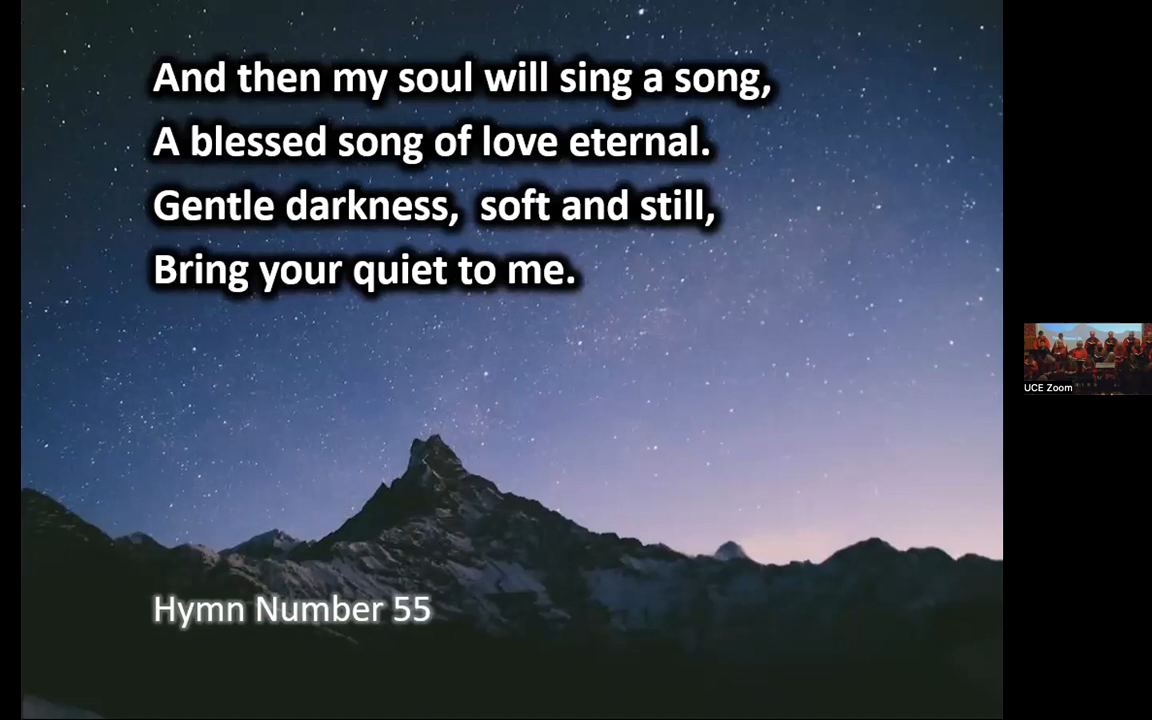 And then my soul will sing a song,
A blessed song of love eternal.
Gentle darkness, soft and still,
Bring your quiet to me.
Hymn Number 55
UCE Zoom